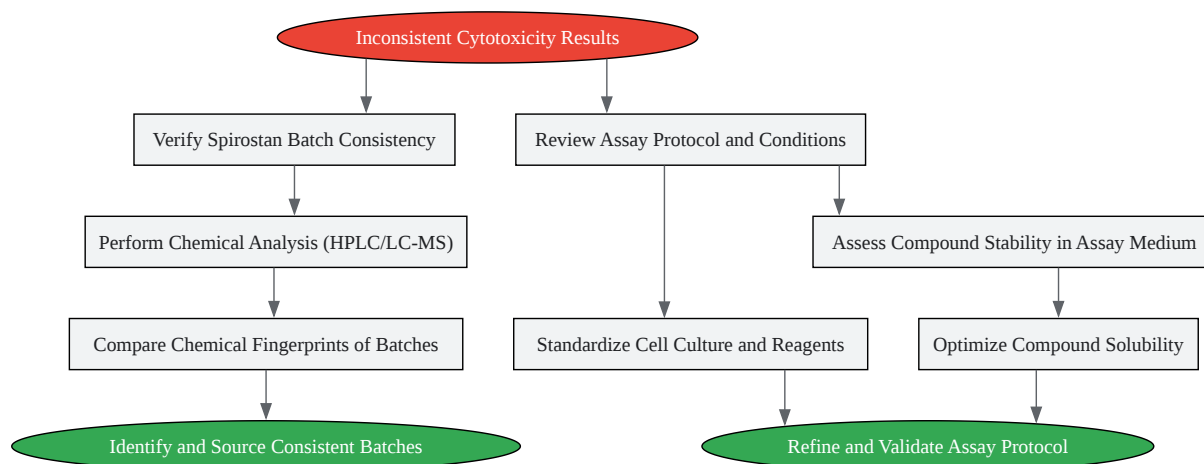 Inconsistent Cytotoxicity Results
Verify Spirostan Batch Consistency
Review Assay Protocol and Conditions
Perform Chemical Analysis (HPLC/LC-MS)
Assess Compound Stability in Assay Medium
Compare Chemical Fingerprints of Batches
Standardize Cell Culture and Reagents
Optimize Compound Solubility
Identify and Source Consistent Batches
Refine and Validate Assay Protocol